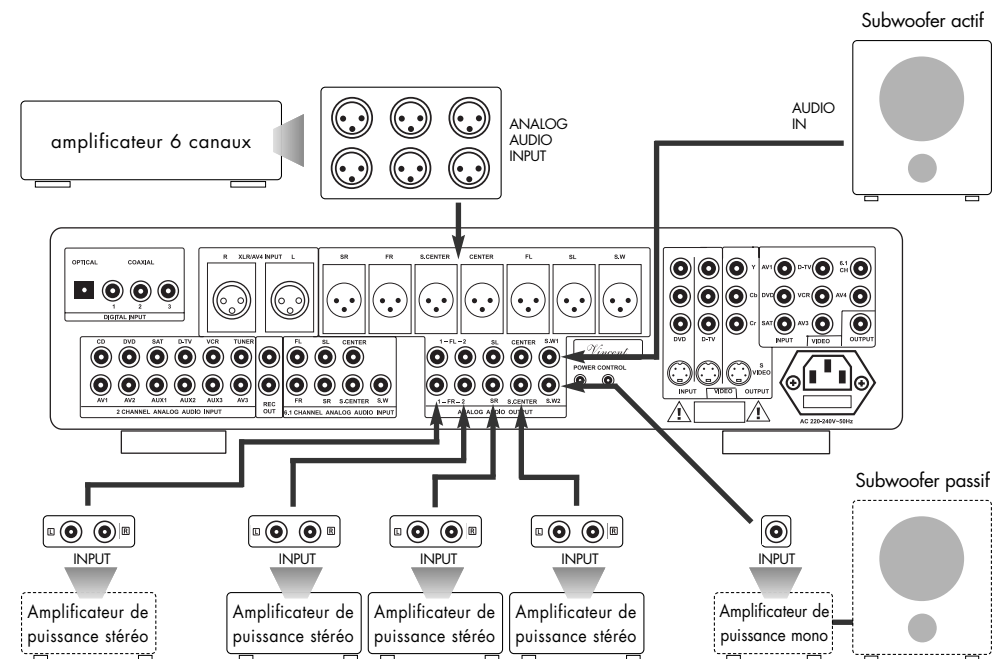 Subwoofer actif
AUDIO
IN
amplificateur 6 canaux
ANALOG
AUDIO
INPUT
OPTICAL COAXIAL
1 2 3
DIGITAL INPUT
R XLR/AV4 INPUT L
SR FR S.CENTER CENTER FL SL S.W
Y AV1 D-TV 6.1
CH
Cb DVD VCR AV4
Cr SAT AV3
DVD D-TV
INPUT VIDEO OUTPUT
S
VIDEO
INPUT VIDEO OUTPUT
CD DVD SAT D-TV VCR TUNER
AV1 AV2 AUX1 AUX2 AUX3 AV3
2 CHANNEL ANALOG AUDIO INPUT
REC
OUT
FL SL CENTER
FR SR S.CENTER S.W
6,1 CHANNEL ANALOG AUDIO INPUT
1 – FL – 2 SL CENTER S.W1
1 – FR – 2 SR S.CENTER S.W2
ANALOG AUDIO OUTPUT
Vincent
POWER CONTROL
AC 220-240V~50Hz
Subwoofer passif
L R L R L R L R
INPUT INPUT INPUT INPUT INPUT
Amplificateur de Amplificateur de Amplificateur de Amplificateur de Amplificateur de
puissance stéréo puissance stéréo puissance stéréo puissance stéréo puissance mono